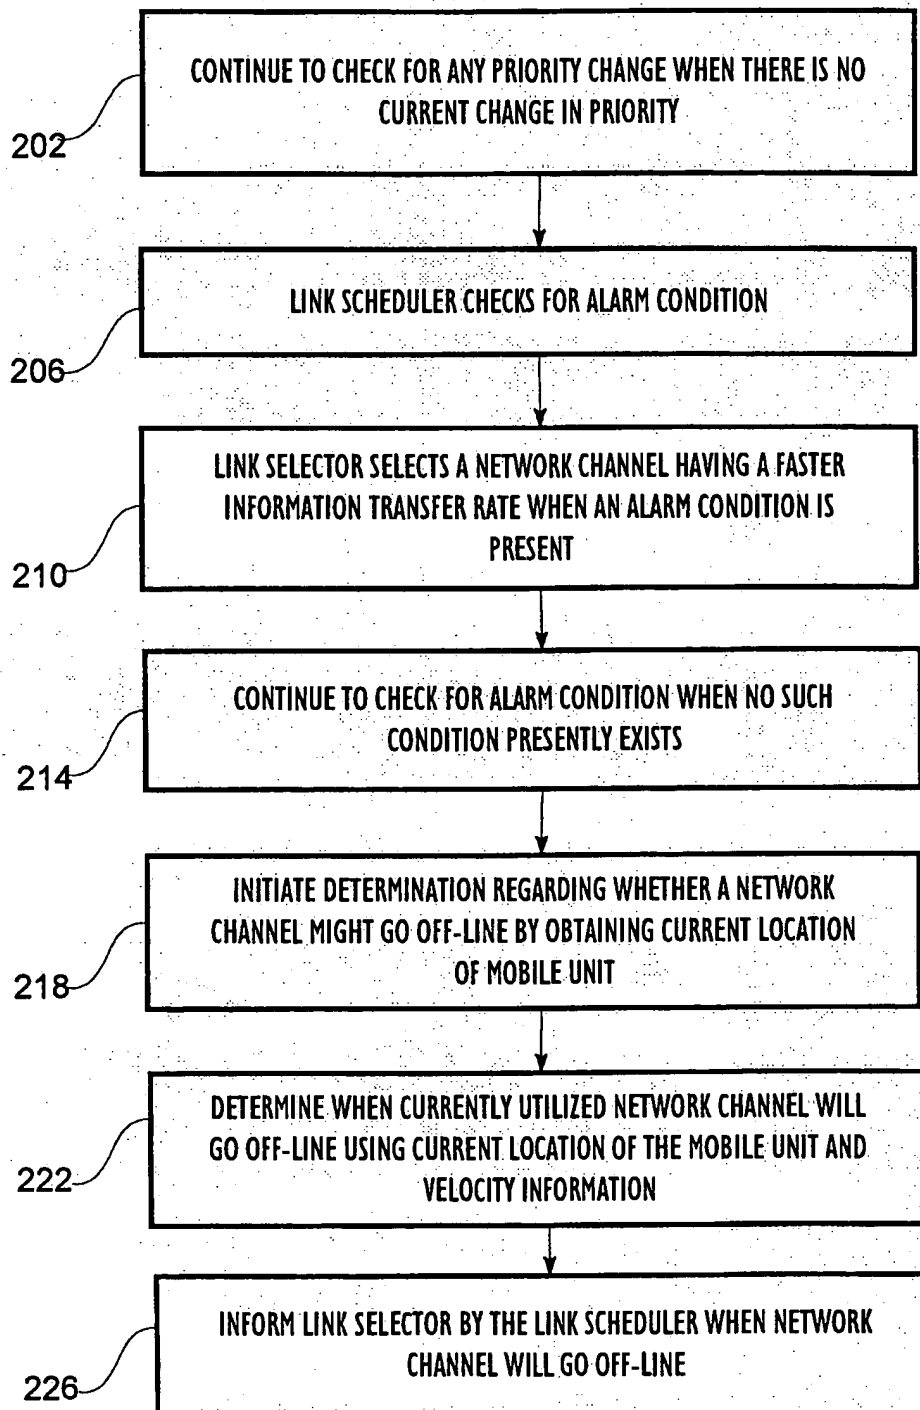 CONTINUE TO CHECK FOR ANY PRIORITY CHANGE WHEN THERE IS NO
CURRENT CHANGE IN PRIORITY
202
LINK SCHEDULER CHECKS FOR ALARM CONDITION
206
LINK SELECTOR SELECTS A NETWORK CHANNEL HAVING A FASTER
INFORMATION TRANSFER RATE WHEN AN ALARM CONDITION IS
PRESENT
210
CONTINUE TO CHECK FOR ALARM CONDITION WHEN NO SUCH
CONDITION PRESENTLY EXISTS
214
INITIATE DETERMINATION REGARDING WHETHER A NETWORK
CHANNEL MIGHT GO OFF-LINE BY OBTAINING CURRENT LOCATION
OF MOBILE UNIT
218
DETERMINE WHEN CURRENTLY UTILIZED NETWORK CHANNEL WILL
GO OFF-LINE USING CURRENT LOCATION OF THE MOBILE UNIT AND
VELOCITY INFORMATION
222
INFORM LINK SELECTOR BY THE LINK SCHEDULER WHEN NETWORK
CHANNEL WILL GO OFF-LINE
226